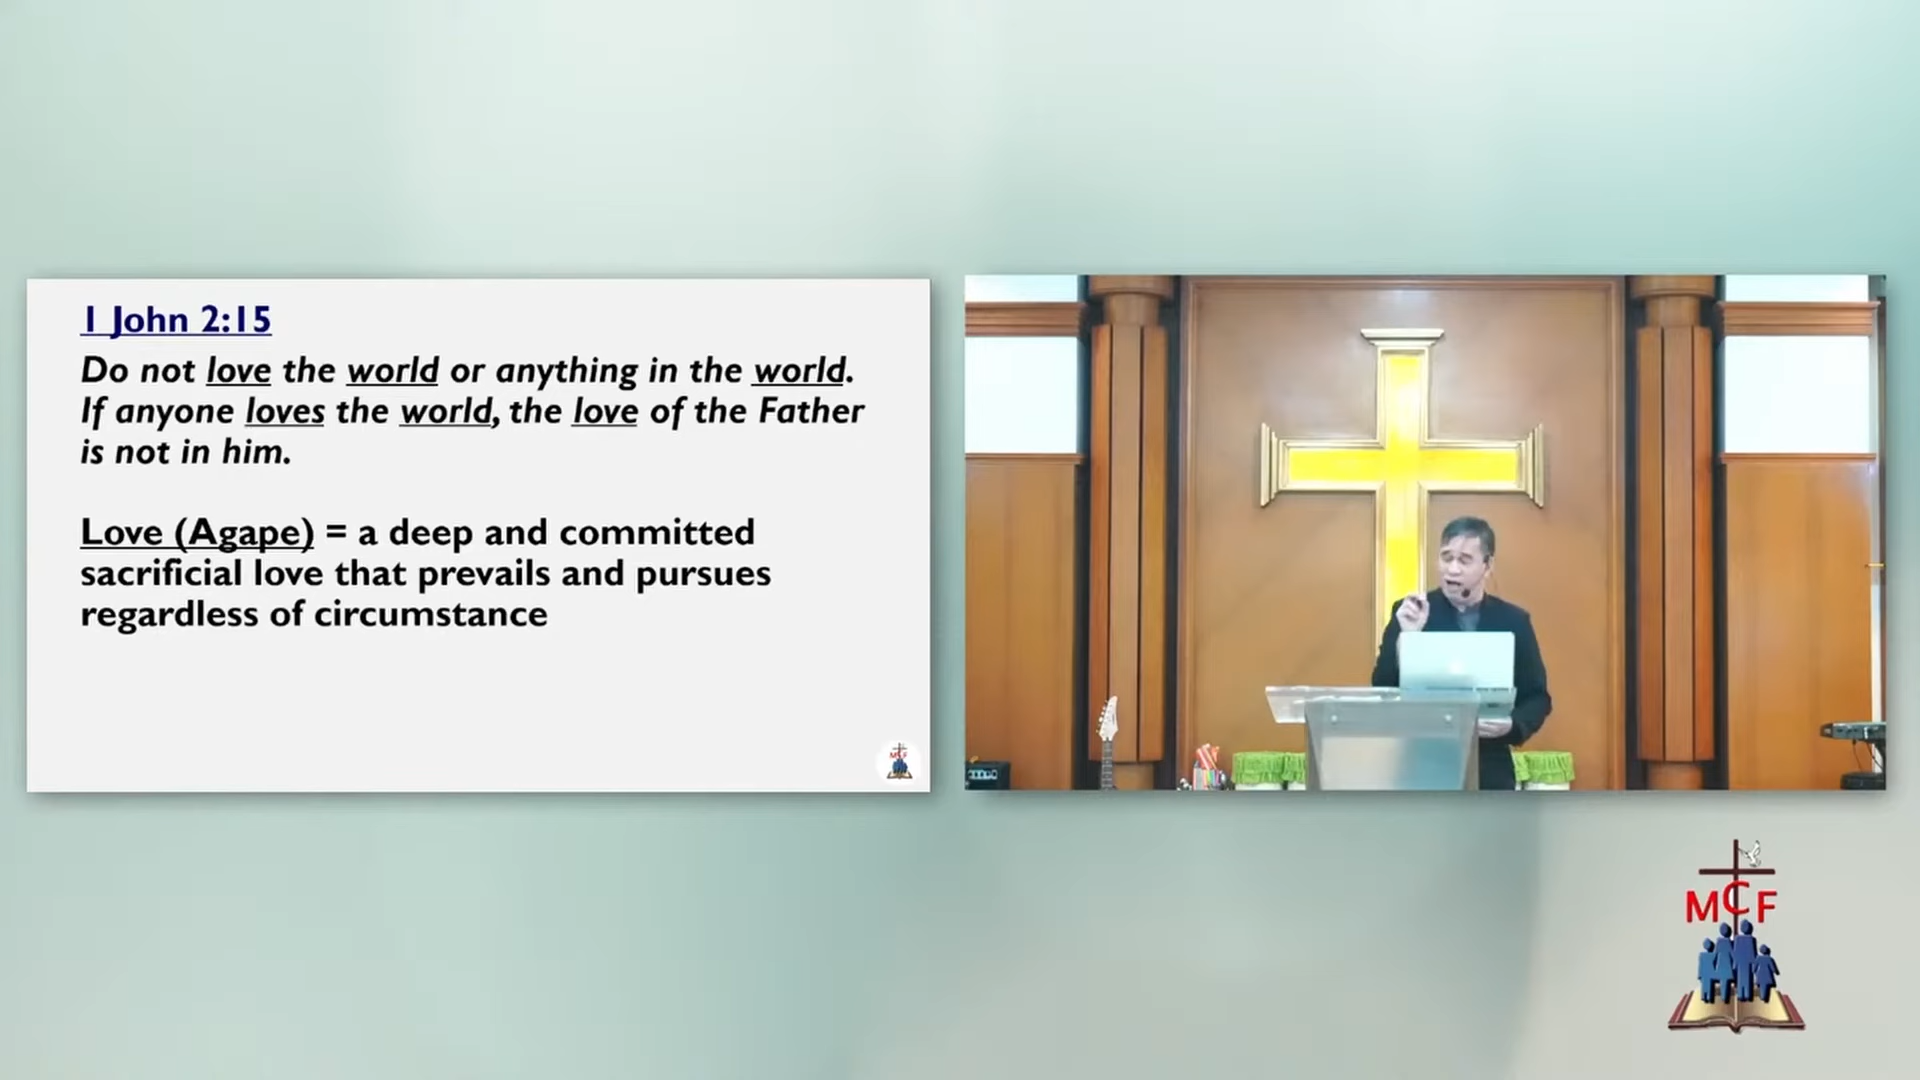 1 John 2:15
Do not love the world or anything in the world.
If anyone loves the world, the love of the Father
is not in him.
Love (Agape) = a deep and committed
sacrificial love that prevails and pursues
regardless of circumstance
MCF
MCF